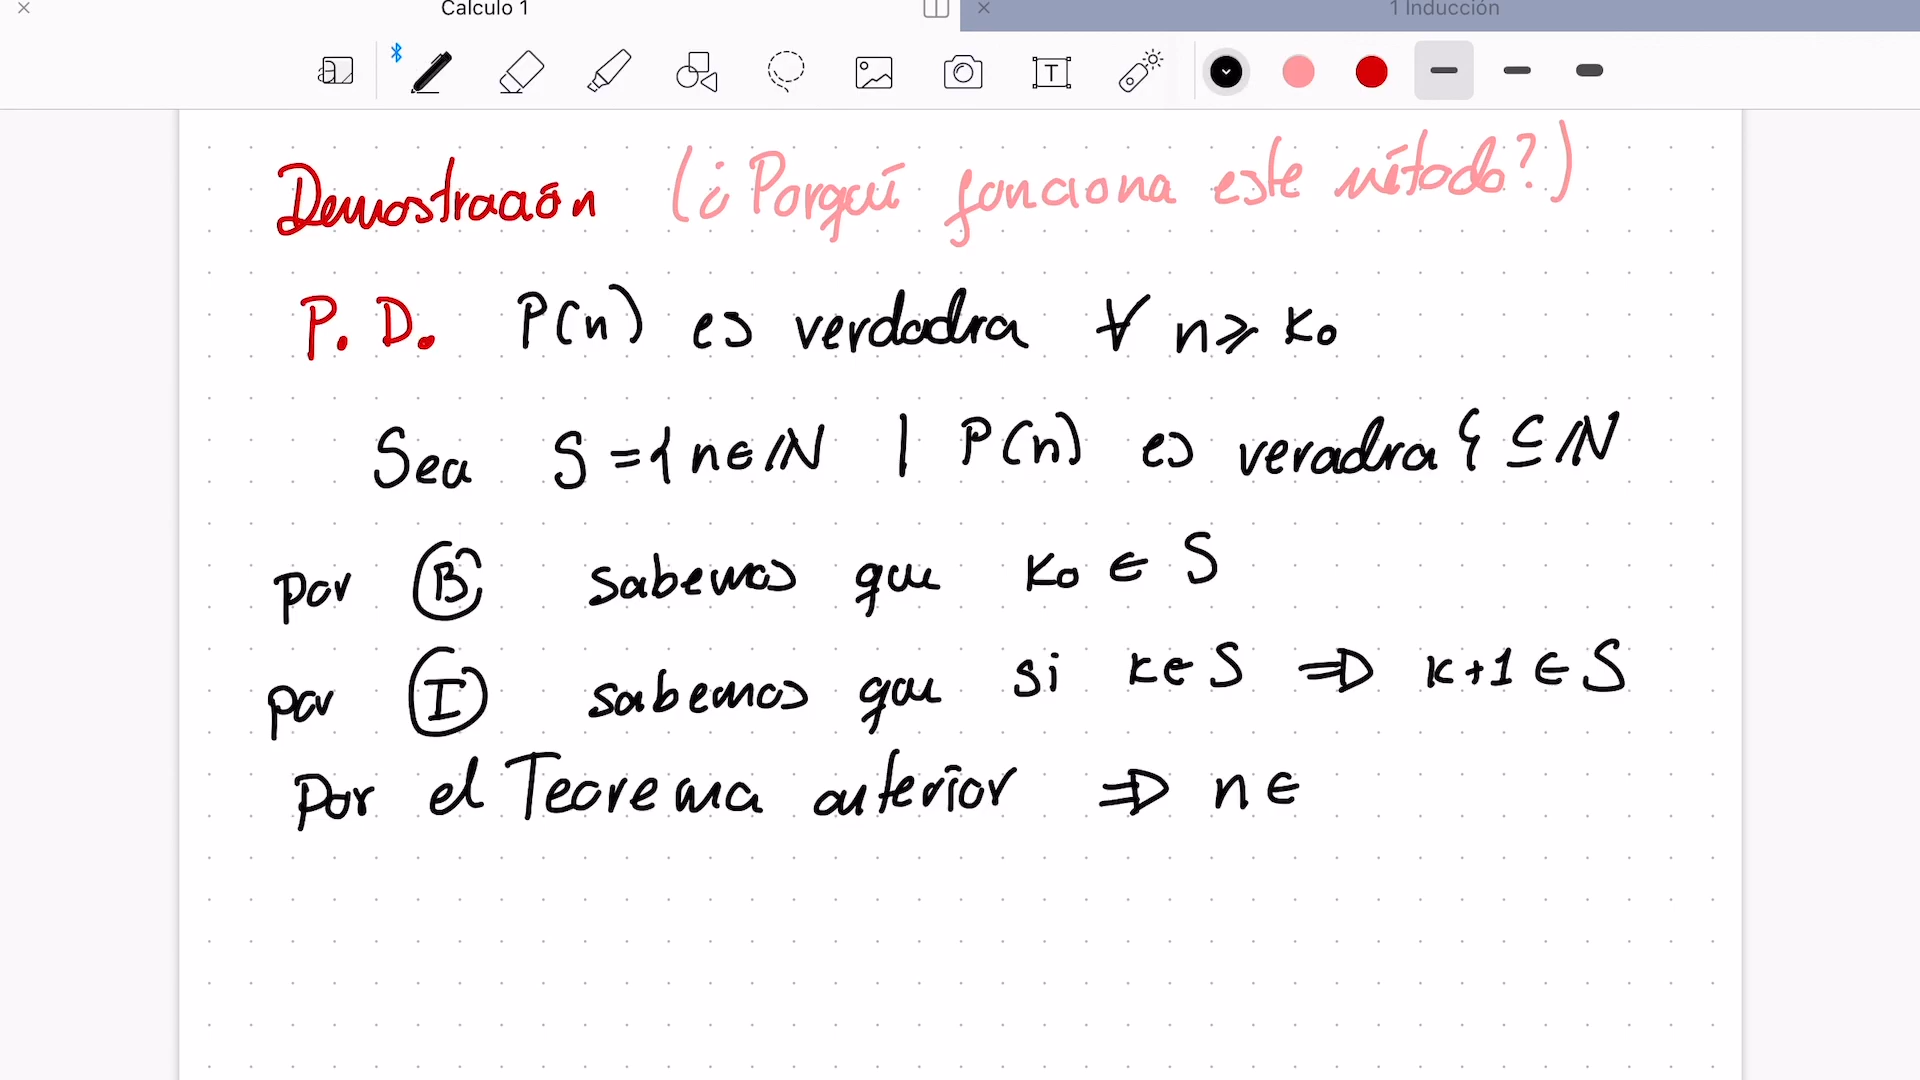 Calculo 1
1 Inducción
Demostración (¿Porqué funciona este método?)
P. D. P(n) es verdadra ∀ n ⩾ k₀
Sea S = { n ∈ ℕ | P(n) es veradra } ⊆ ℕ
por Ⓑ sabemos que k₀ ∈ S
por Ⓘ sabemos que si k ∈ S ⇒ k+1 ∈ S
Por el Teorema anterior ⇒ n ∈